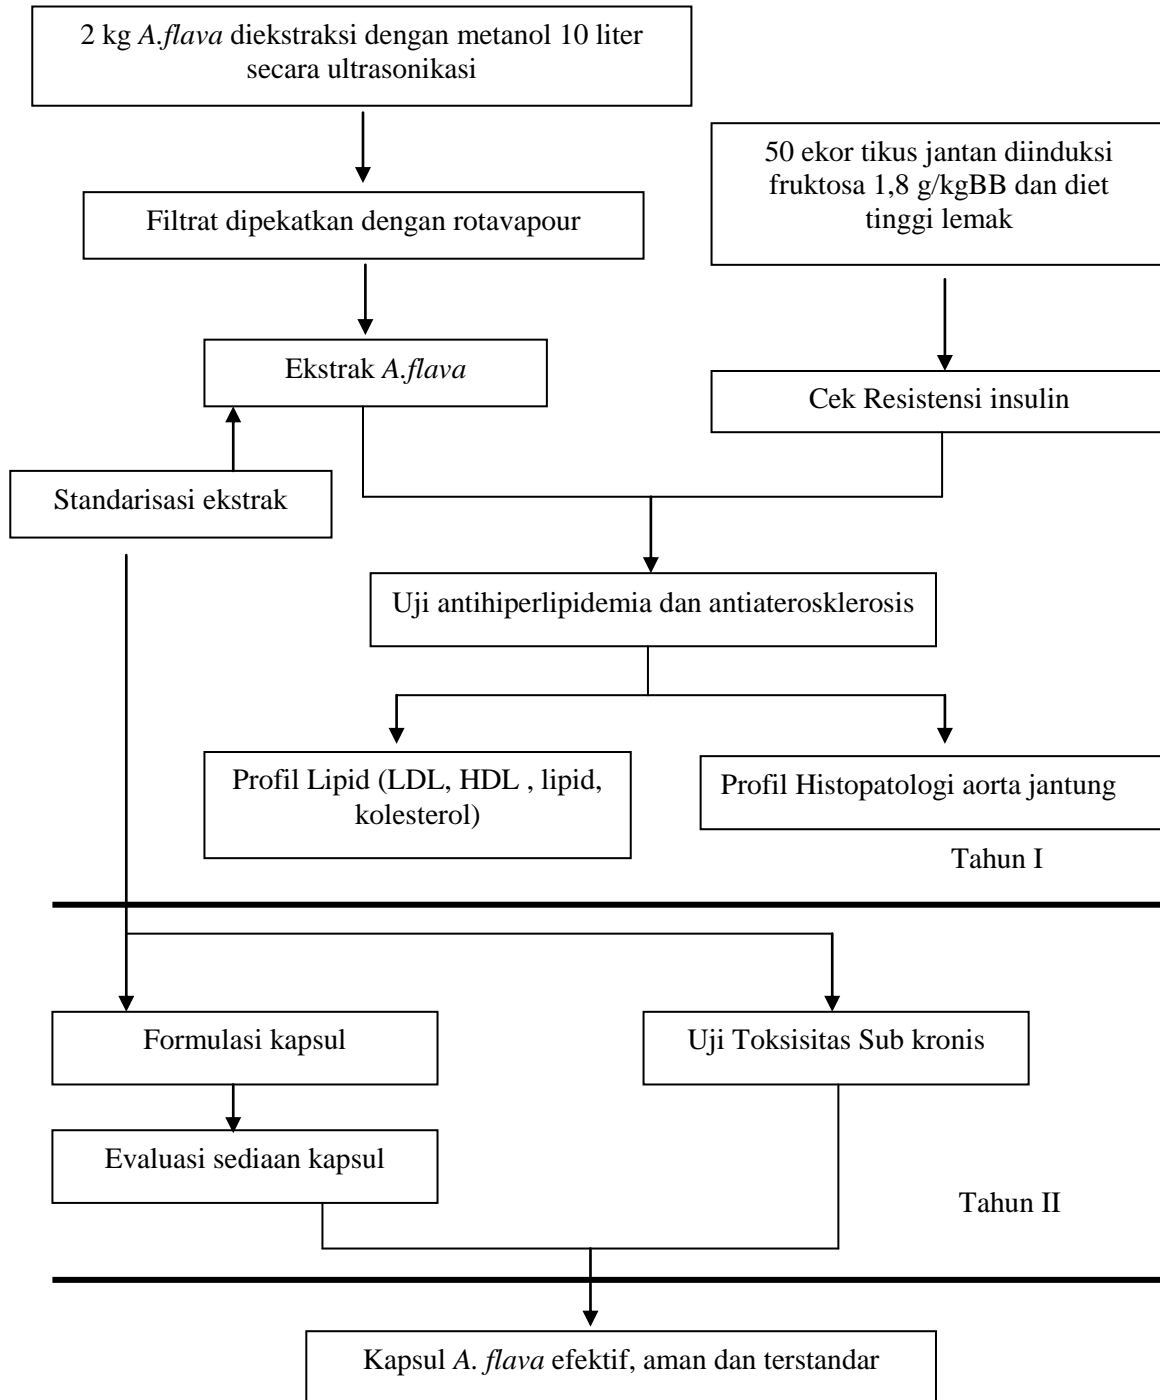 2 kg A.flava diekstraksi dengan metanol 10 liter
secara ultrasonikasi
50 ekor tikus jantan diinduksi
fruktosa 1,8 g/kgBB dan diet
tinggi lemak
Filtrat dipekatkan dengan rotavapour
Ekstrak A.flava
Cek Resistensi insulin
Standarisasi ekstrak
Uji antihiperlipidemia dan antiaterosklerosis
Profil Lipid (LDL, HDL , lipid,
kolesterol)
Profil Histopatologi aorta jantung
Tahun I
Formulasi kapsul
Uji Toksisitas Sub kronis
Evaluasi sediaan kapsul
Tahun II
Kapsul A. flava efektif, aman dan terstandar